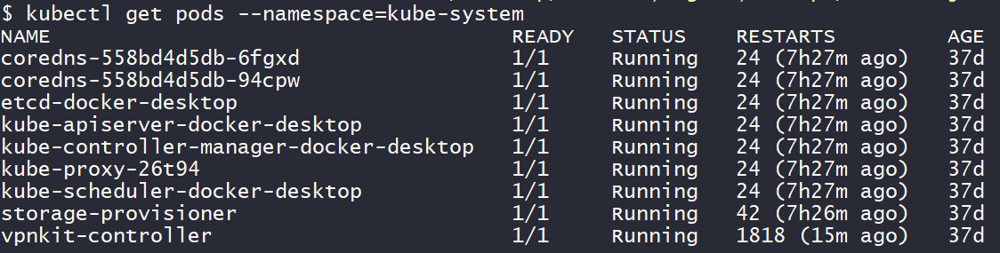 $ kubectl get pods --namespace=kube-system
NAME READY STATUS RESTARTS AGE
coredns-558bd4d5db-6fgxd 1/1 Running 24 (7h27m ago) 37d
coredns-558bd4d5db-94cpw 1/1 Running 24 (7h27m ago) 37d
etcd-docker-desktop 1/1 Running 24 (7h27m ago) 37d
kube-apiserver-docker-desktop 1/1 Running 24 (7h27m ago) 37d
kube-controller-manager-docker-desktop 1/1 Running 24 (7h27m ago) 37d
kube-proxy-26t94 1/1 Running 24 (7h27m ago) 37d
kube-scheduler-docker-desktop 1/1 Running 24 (7h27m ago) 37d
storage-provisioner 1/1 Running 42 (7h26m ago) 37d
vpnkit-controller 1/1 Running 1818 (15m ago) 37d